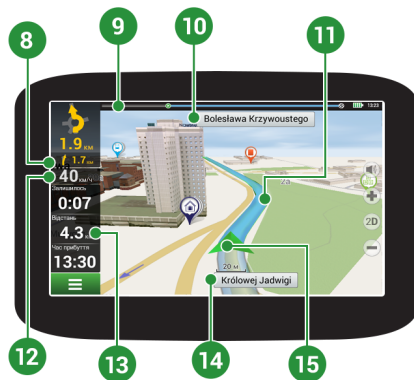 9
10
11
8
13:23
Bolesława Krzywoustego
1.9 км
1.7 км
40 км/ч
Залишилось
0:07
Відстань
4.3
Час прибуття
13:30
2D
20 м
Królowej Jadwigi
12
13
14
15